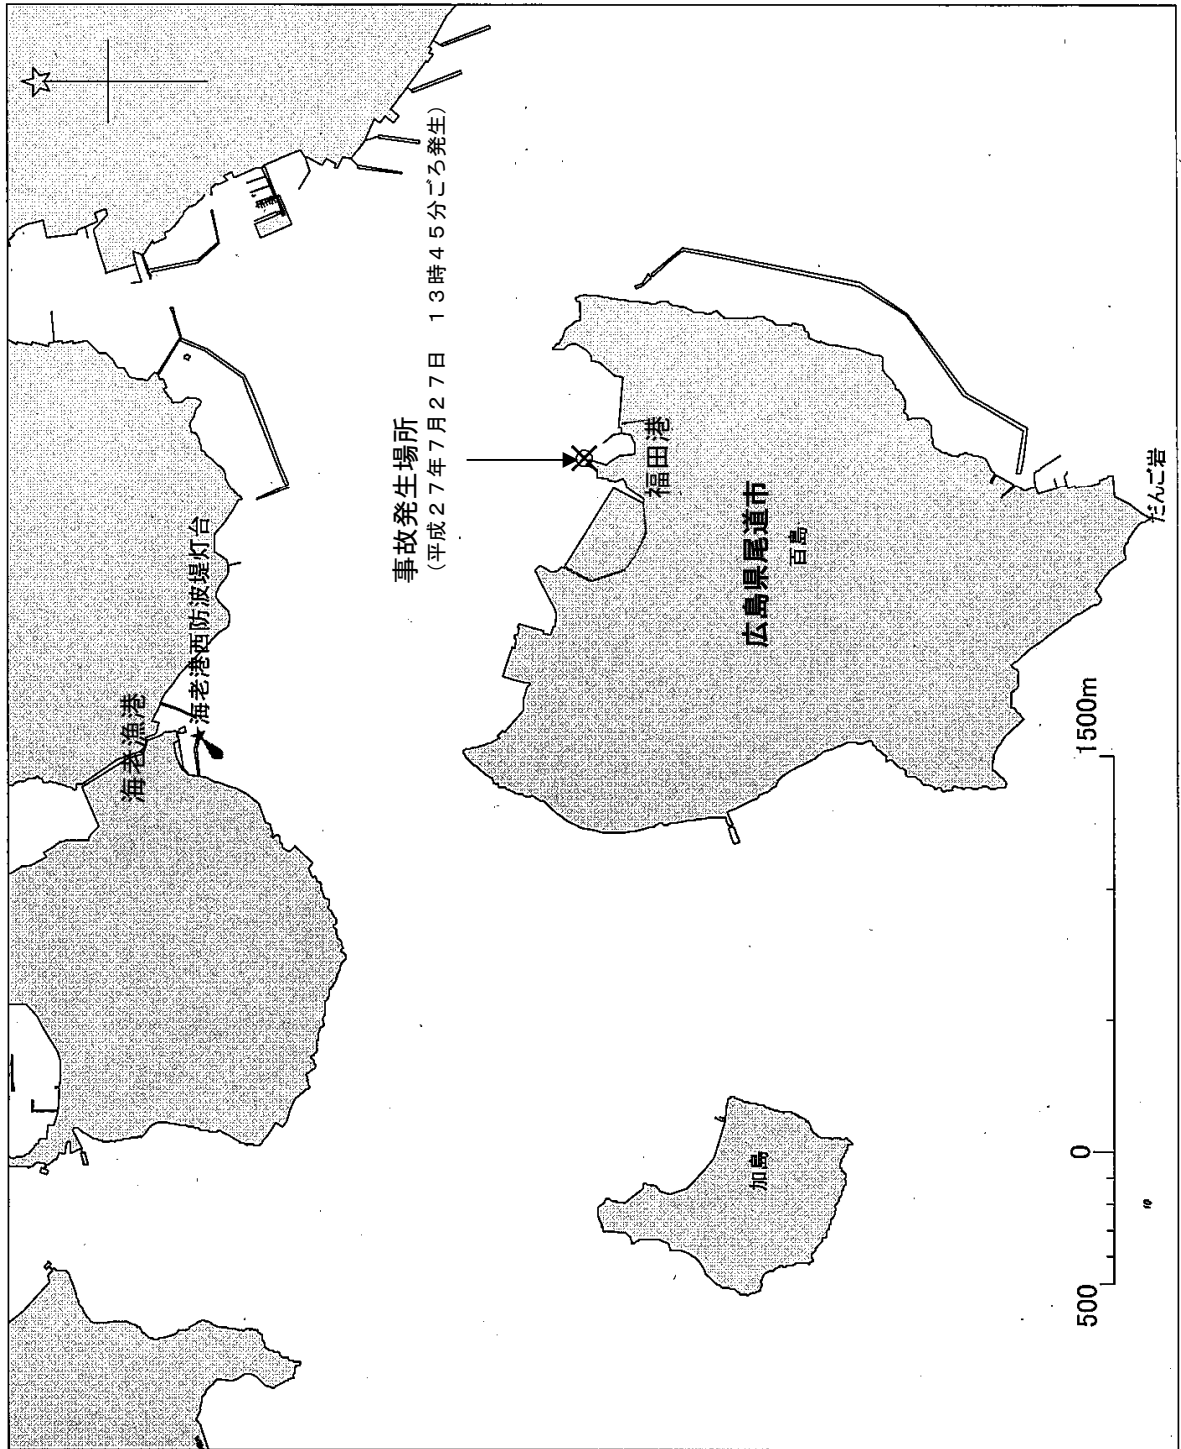 海老漁港
海老港西防波堤灯台
事故発生場所
(平成27年7月27日 13時45分ごろ発生)
福田港
広島県尾道市
百島
加島
だんご岩
500
0
1500m